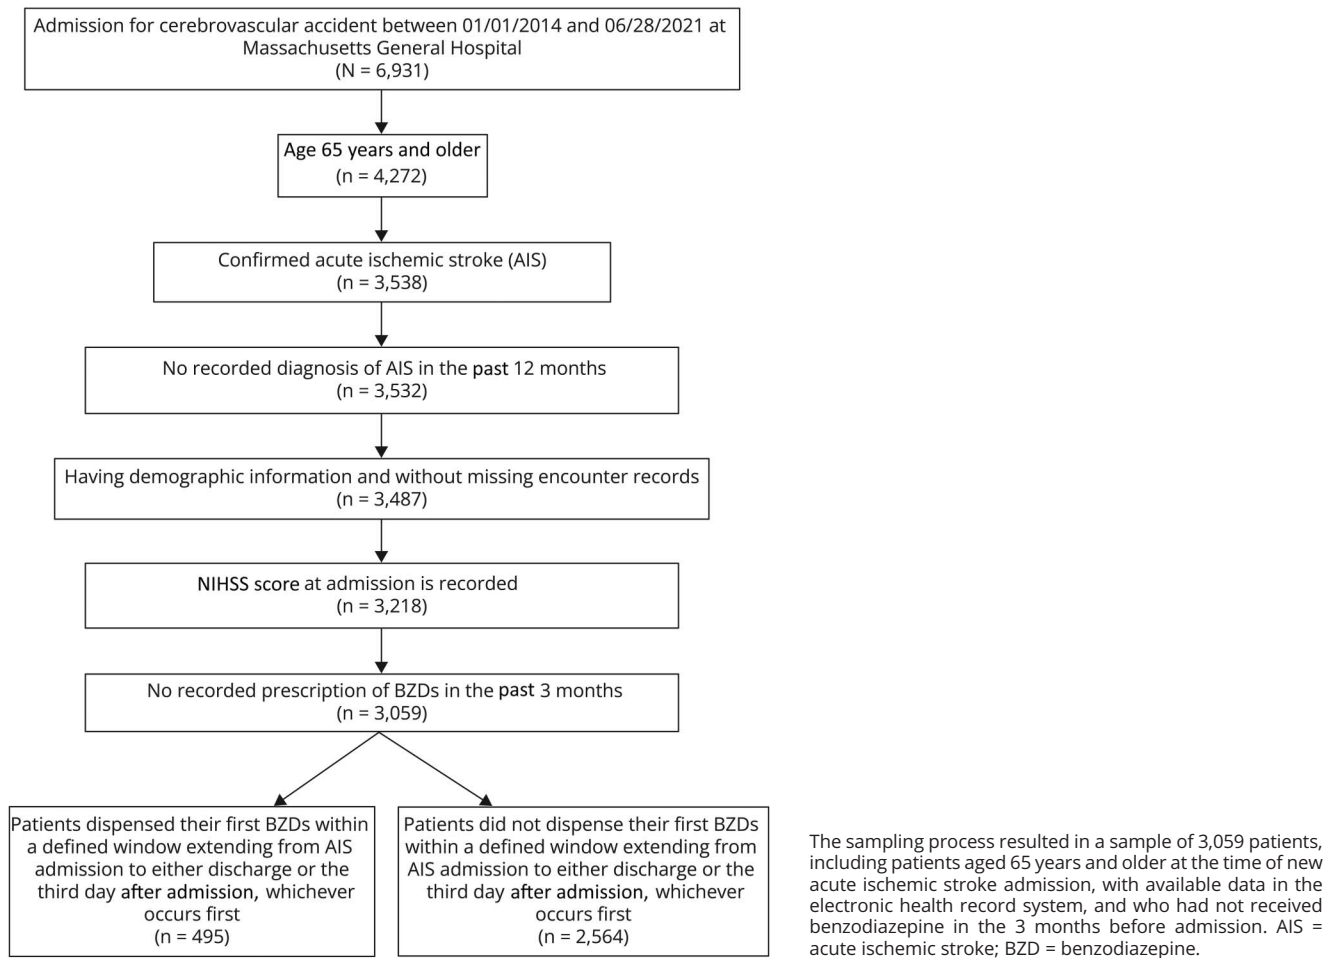 Admission for cerebrovascular accident between 01/01/2014 and 06/28/2021 at
Massachusetts General Hospital
(N = 6,931)
Age 65 years and older
(n = 4,272)
Confirmed acute ischemic stroke (AIS)
(n = 3,538)
No recorded diagnosis of AIS in the past 12 months
(n = 3,532)
Having demographic information and without missing encounter records
(n = 3,487)
NIHSS score at admission is recorded
(n = 3,218)
No recorded prescription of BZDs in the past 3 months
(n = 3,059)
Patients dispensed their first BZDs within
a defined window extending from AIS
admission to either discharge or the
third day after admission, whichever
occurs first
(n = 495)
Patients did not dispense their first BZDs
within a defined window extending from
AIS admission to either discharge or the
third day after admission, whichever
occurs first
(n = 2,564)
The sampling process resulted in a sample of 3,059 patients,
including patients aged 65 years and older at the time of new
acute ischemic stroke admission, with available data in the
electronic health record system, and who had not received
benzodiazepine in the 3 months before admission. AIS =
acute ischemic stroke; BZD = benzodiazepine.